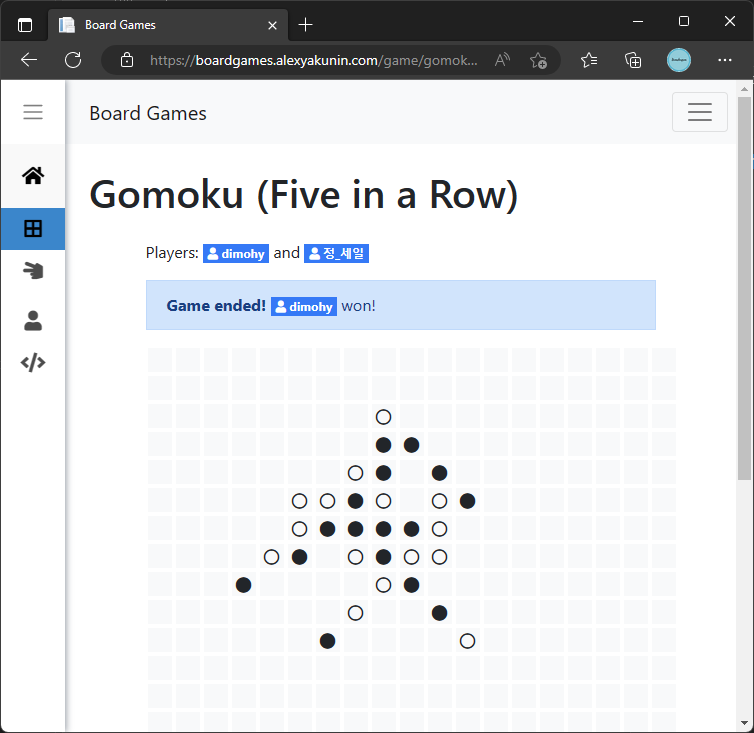 Board Games
https://boardgames.alexyakunin.com/game/gomok...
Board Games
Gomoku (Five in a Row)
Players: dimohy and 정_세일
Game ended! dimohy won!